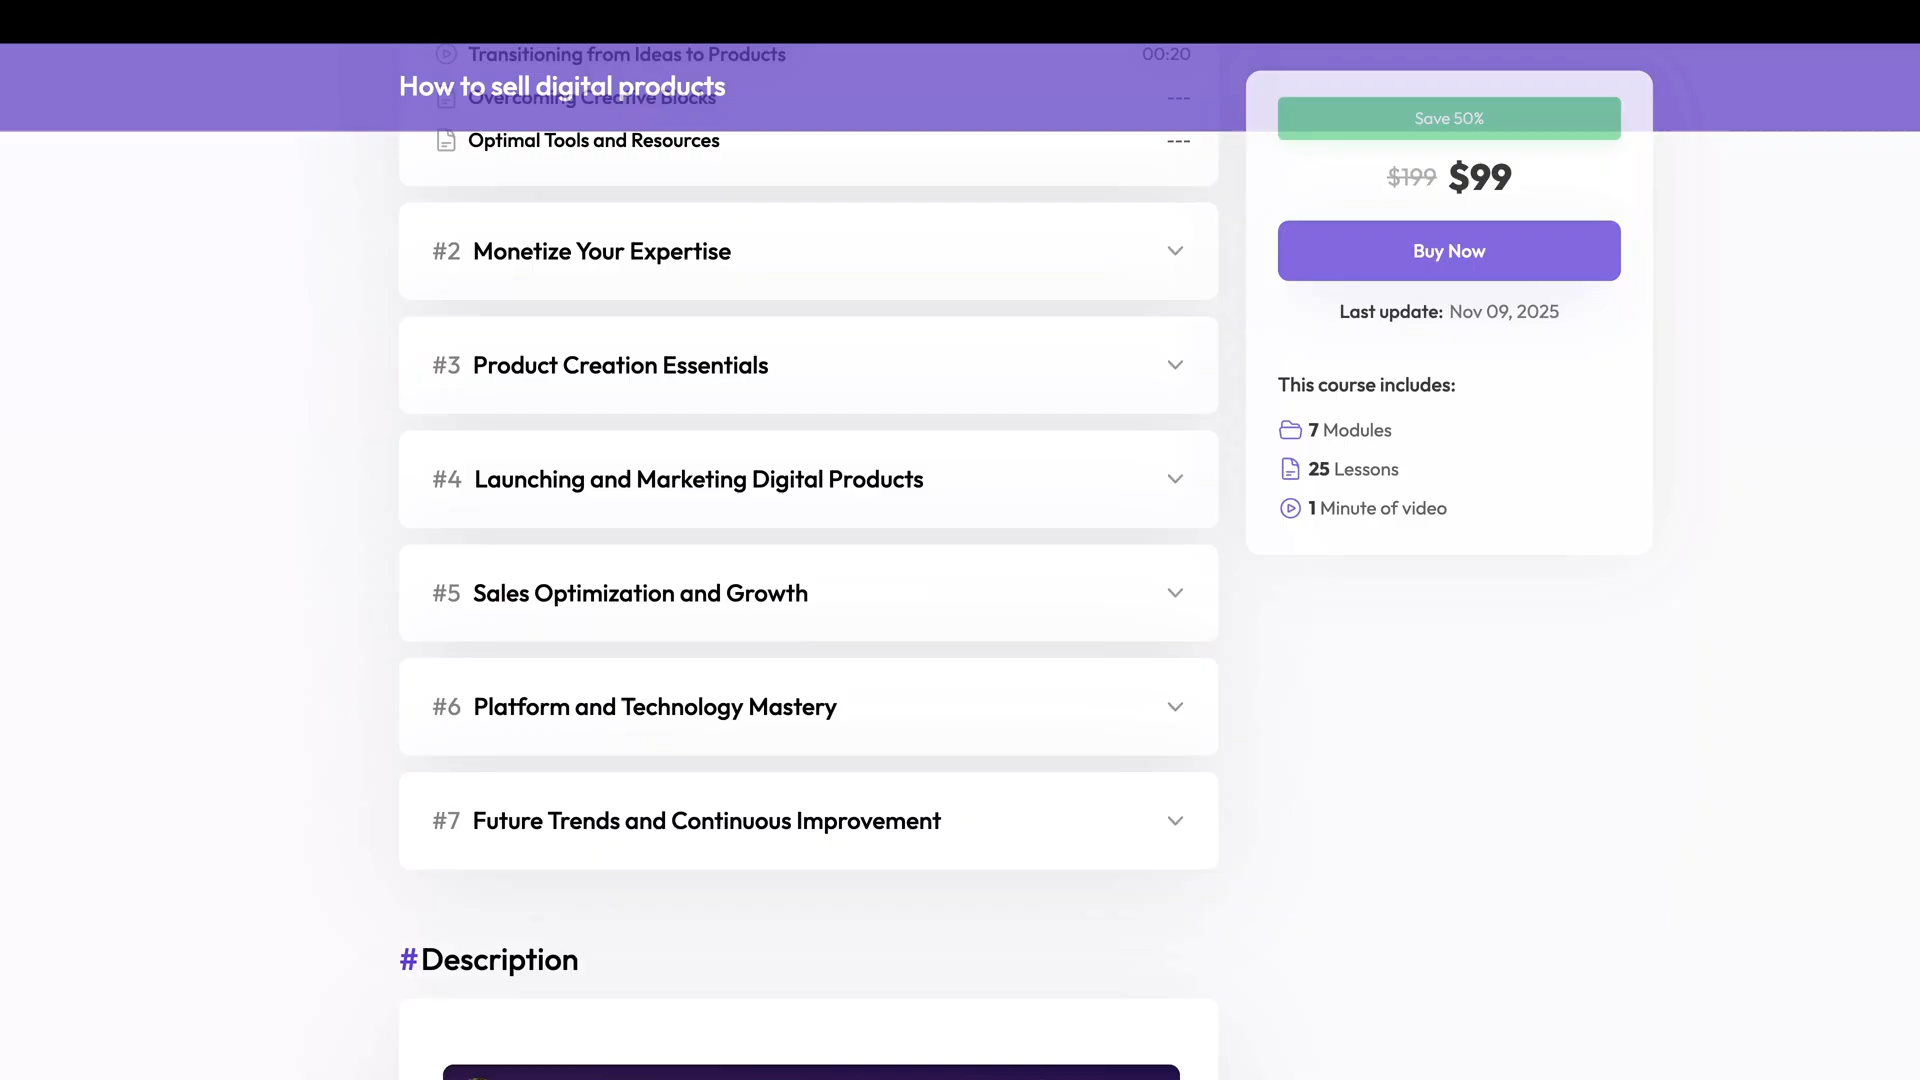 Transitioning from Ideas to Products 00:20
How to sell digital products
Overcoming Creative Blocks ---
Optimal Tools and Resources ---
#2 Monetize Your Expertise
#3 Product Creation Essentials
#4 Launching and Marketing Digital Products
#5 Sales Optimization and Growth
#6 Platform and Technology Mastery
#7 Future Trends and Continuous Improvement
#Description
Save 50%
$199 $99
Buy Now
Last update: Nov 09, 2025
This course includes:
7 Modules
25 Lessons
1 Minute of video